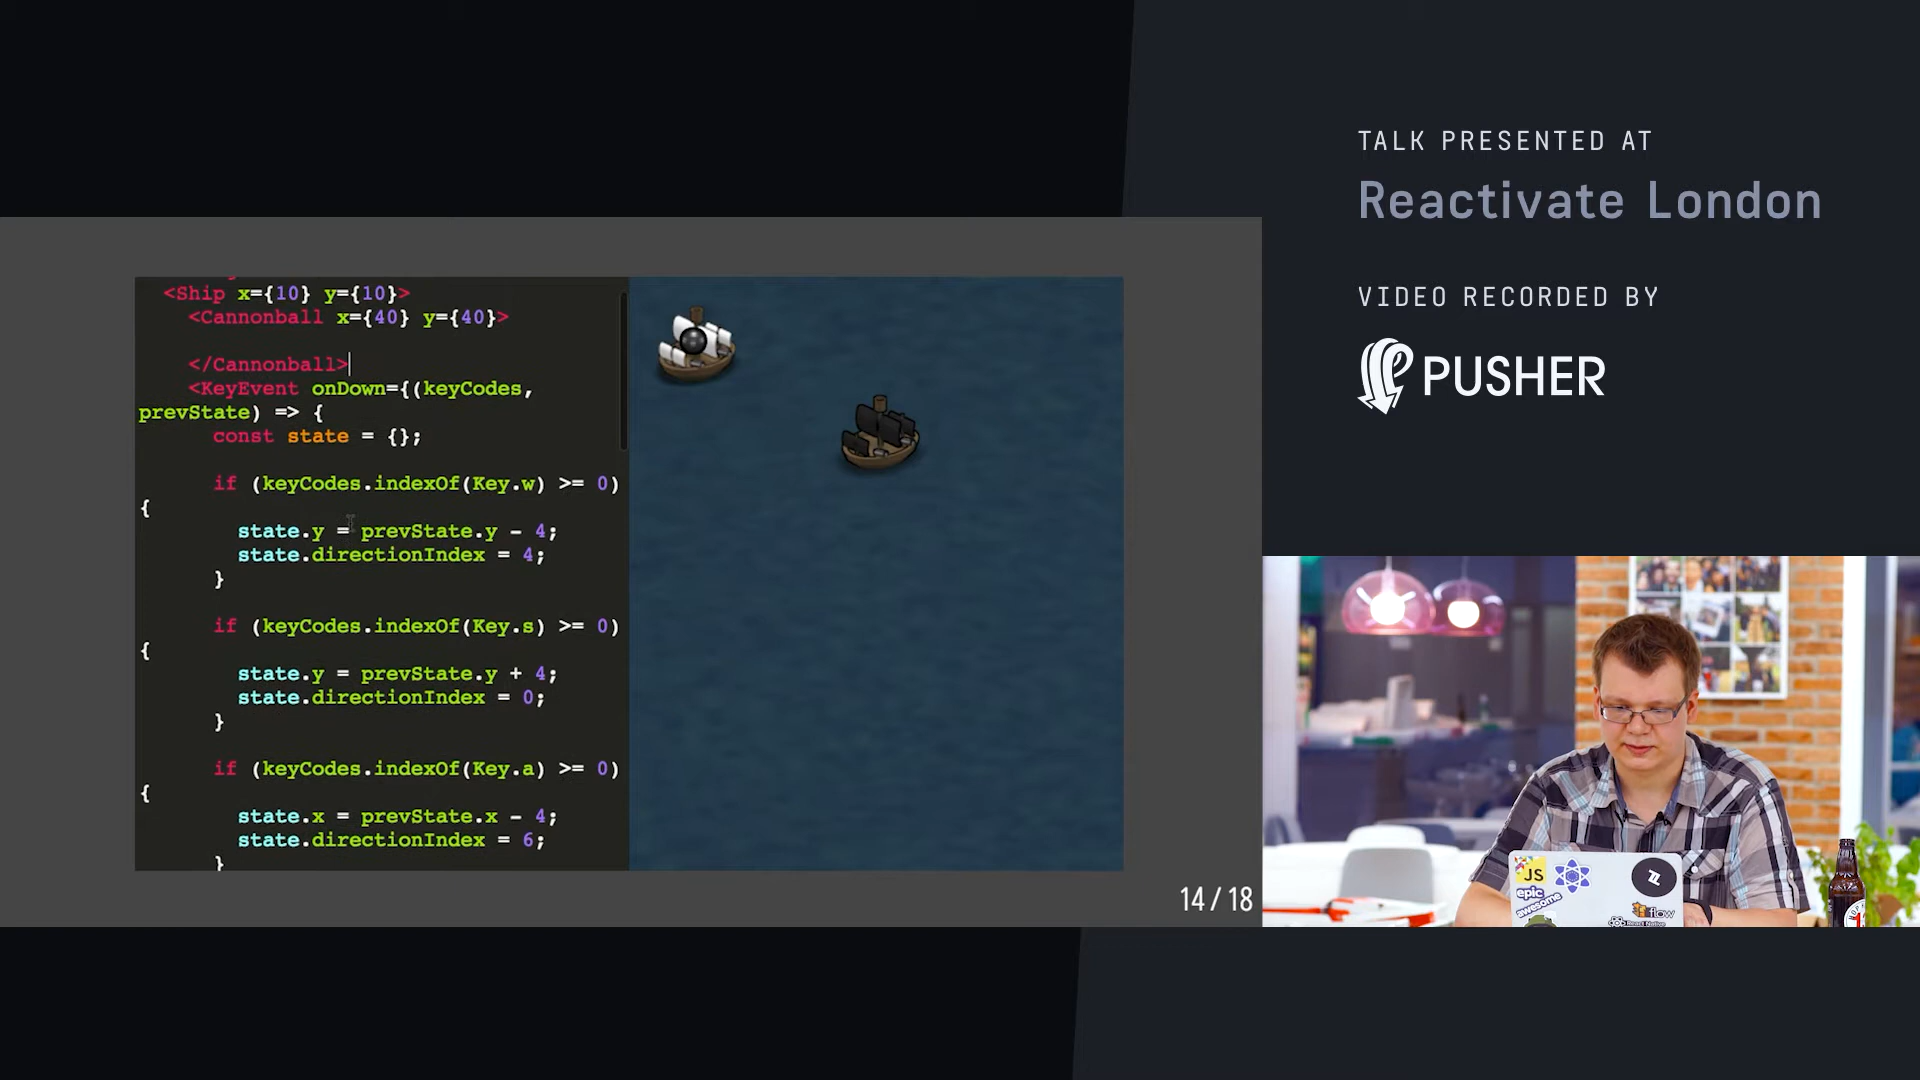 TALK PRESENTED AT
Reactivate London
VIDEO RECORDED BY
PUSHER
<Ship x={10} y={10}>
<Cannonball x={40} y={40}>
</Cannonball>
<KeyEvent onDown={(keyCodes,
prevState) => {
const state = {};
if (keyCodes.indexOf(Key.w) >= 0)
{
state.y = prevState.y - 4;
state.directionIndex = 4;
}
if (keyCodes.indexOf(Key.s) >= 0)
{
state.y = prevState.y + 4;
state.directionIndex = 0;
}
if (keyCodes.indexOf(Key.a) >= 0)
{
state.x = prevState.x - 4;
state.directionIndex = 6;
}
14/18
JS
epic
awesome
flow
React Native